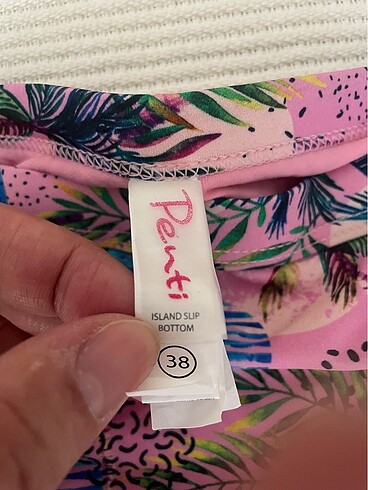 Penti
ISLAND SLIP
BOTTOM
38